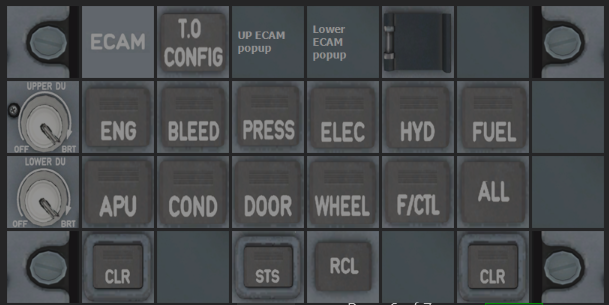 ECAM
T.O
CONFIG
UP ECAM
popup
Lower
ECAM
popup
UPPER DU
OFF BRT
ENG
BLEED
PRESS
ELEC
HYD
FUEL
LOWER DU
OFF BRT
APU
COND
DOOR
WHEEL
F/CTL
ALL
CLR
STS
RCL
CLR